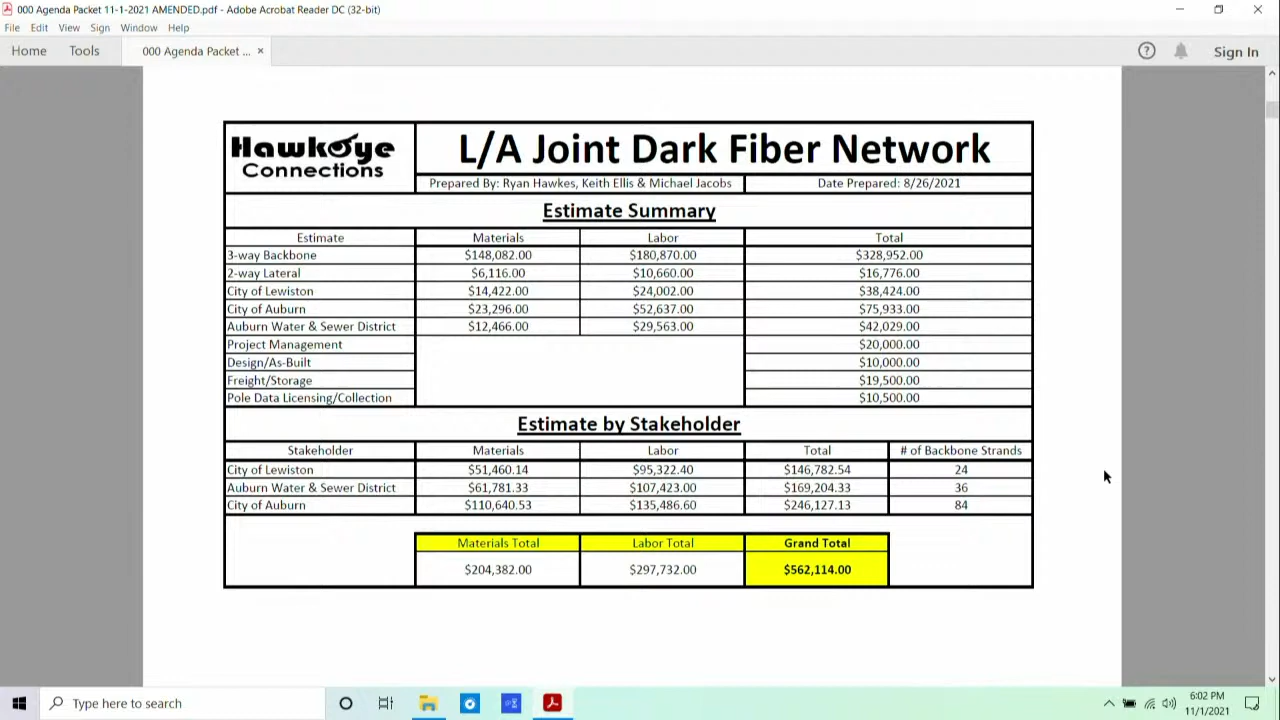 000 Agenda Packet 11-1-2021 AMENDED.pdf - Adobe Acrobat Reader DC (32-bit)
File Edit View Sign Window Help
Home Tools 000 Agenda Packet ... × Sign In
Hawkeye Connections
L/A Joint Dark Fiber Network
Prepared By: Ryan Hawkes, Keith Ellis & Michael Jacobs Date Prepared: 8/26/2021
Estimate Summary
Estimate Materials Labor Total
3-way Backbone $148,082.00 $180,870.00 $328,952.00
2-way Lateral $6,116.00 $10,660.00 $16,776.00
City of Lewiston $14,422.00 $24,002.00 $38,424.00
City of Auburn $23,296.00 $52,637.00 $75,933.00
Auburn Water & Sewer District $12,466.00 $29,563.00 $42,029.00
Project Management $20,000.00
Design/As-Built $10,000.00
Freight/Storage $19,500.00
Pole Data Licensing/Collection $10,500.00
Estimate by Stakeholder
Stakeholder Materials Labor Total # of Backbone Strands
City of Lewiston $51,460.14 $95,322.40 $146,782.54 24
Auburn Water & Sewer District $61,781.33 $107,423.00 $169,204.33 36
City of Auburn $110,640.53 $135,486.60 $246,127.13 84
Materials Total Labor Total Grand Total
$204,382.00 $297,732.00 $562,114.00
Type here to search
6:02 PM
11/1/2021